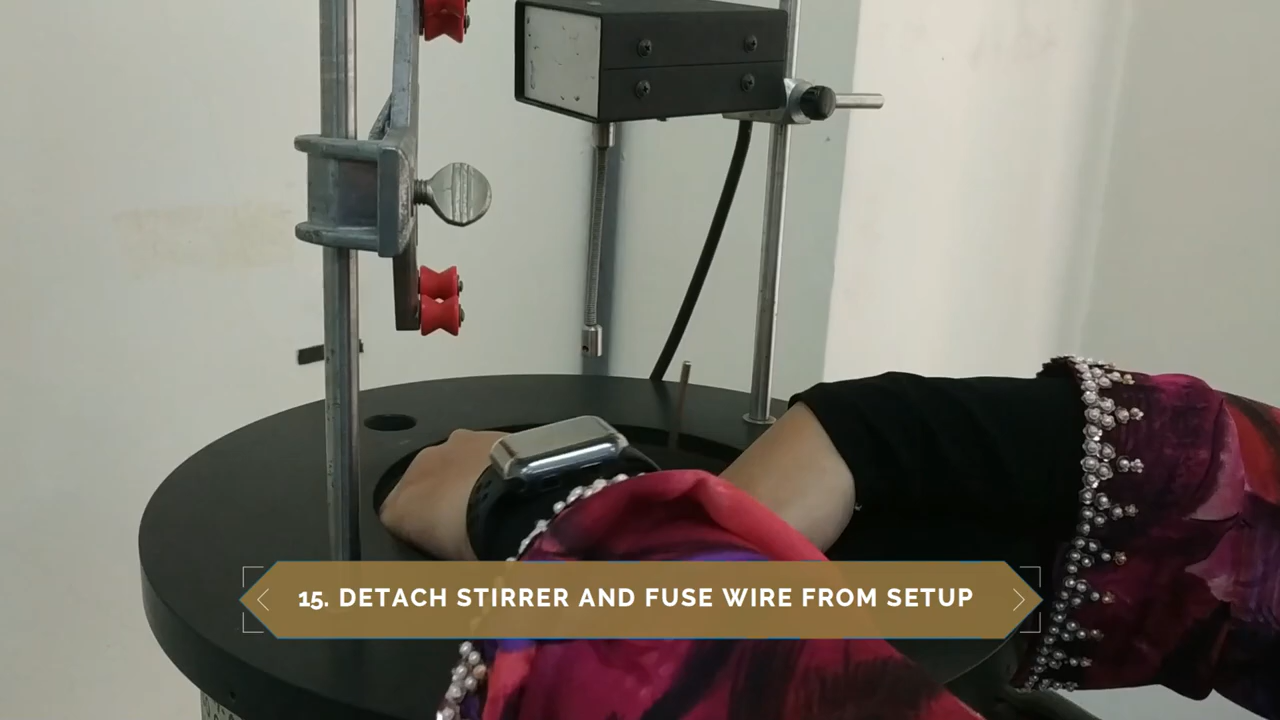 15. DETACH STIRRER AND FUSE WIRE FROM SETUP